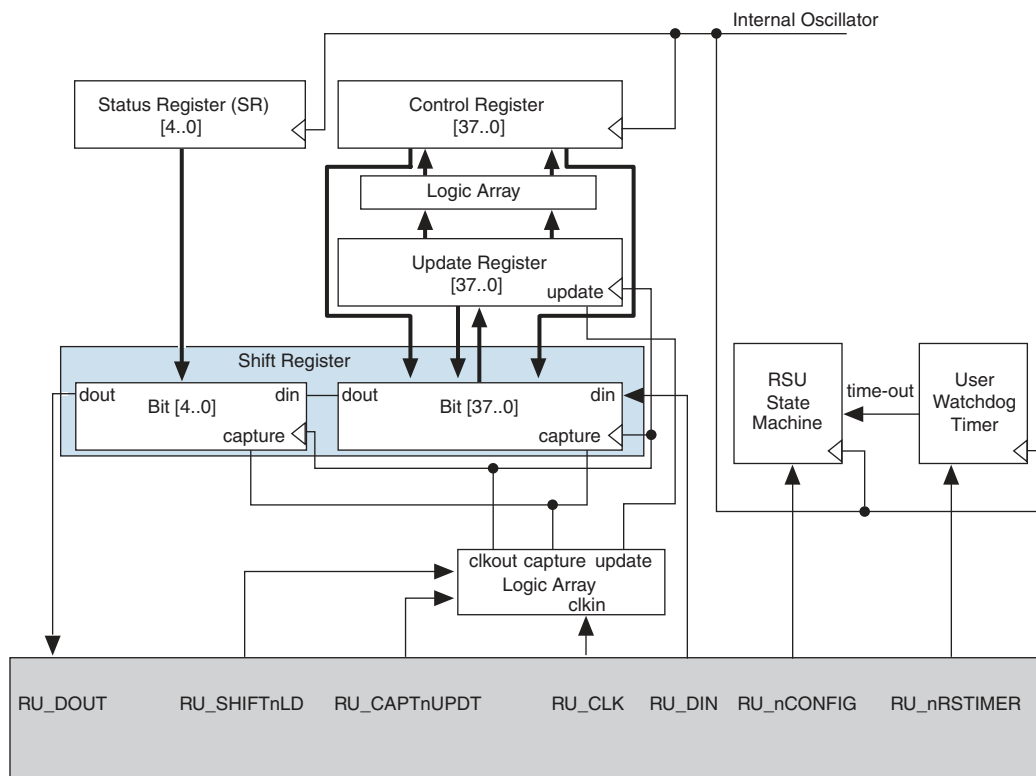 Internal Oscillator
Status Register (SR)
[4..0]
Control Register
[37..0]
Logic Array
Update Register
[37..0]
update
Shift Register
dout
Bit [4..0]
din
capture
dout
Bit [37..0]
din
capture
RSU
State
Machine
time-out
User
Watchdog
Timer
clkout capture update
Logic Array
clkin
RU_DOUT
RU_SHIFTnLD
RU_CAPTnUPDT
RU_CLK
RU_DIN
RU_nCONFIG
RU_nRSTIMER